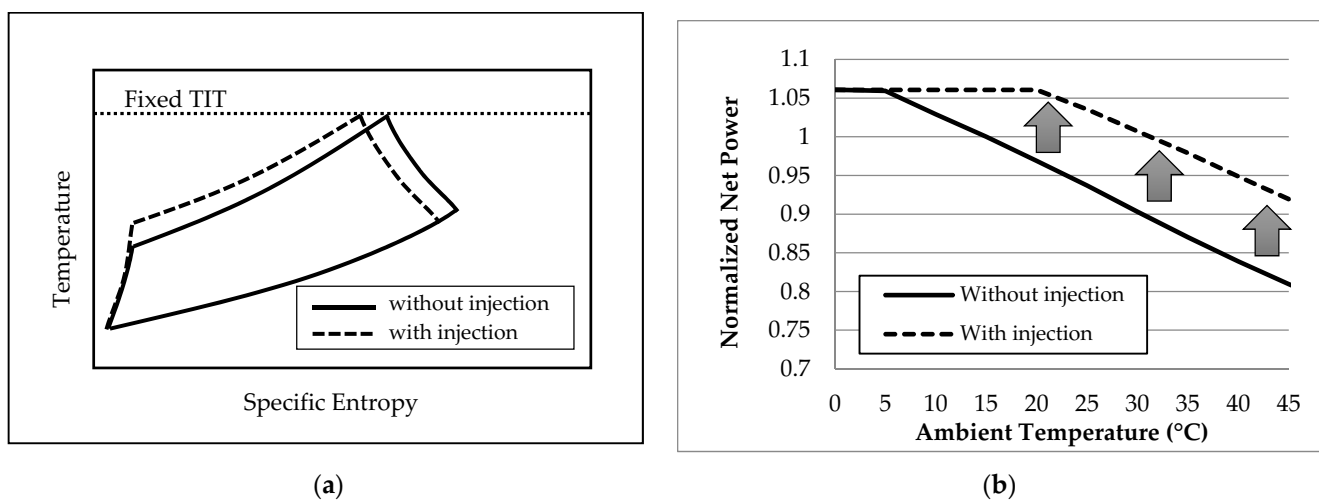 Fixed TIT
Temperature
without injection
with injection
Specific Entropy
(a)
Normalized Net Power
1.1
1.05
1
0.95
0.9
0.85
0.8
0.75
0.7
Without injection
With injection
0 5 10 15 20 25 30 35 40 45
Ambient Temperature (°C)
(b)